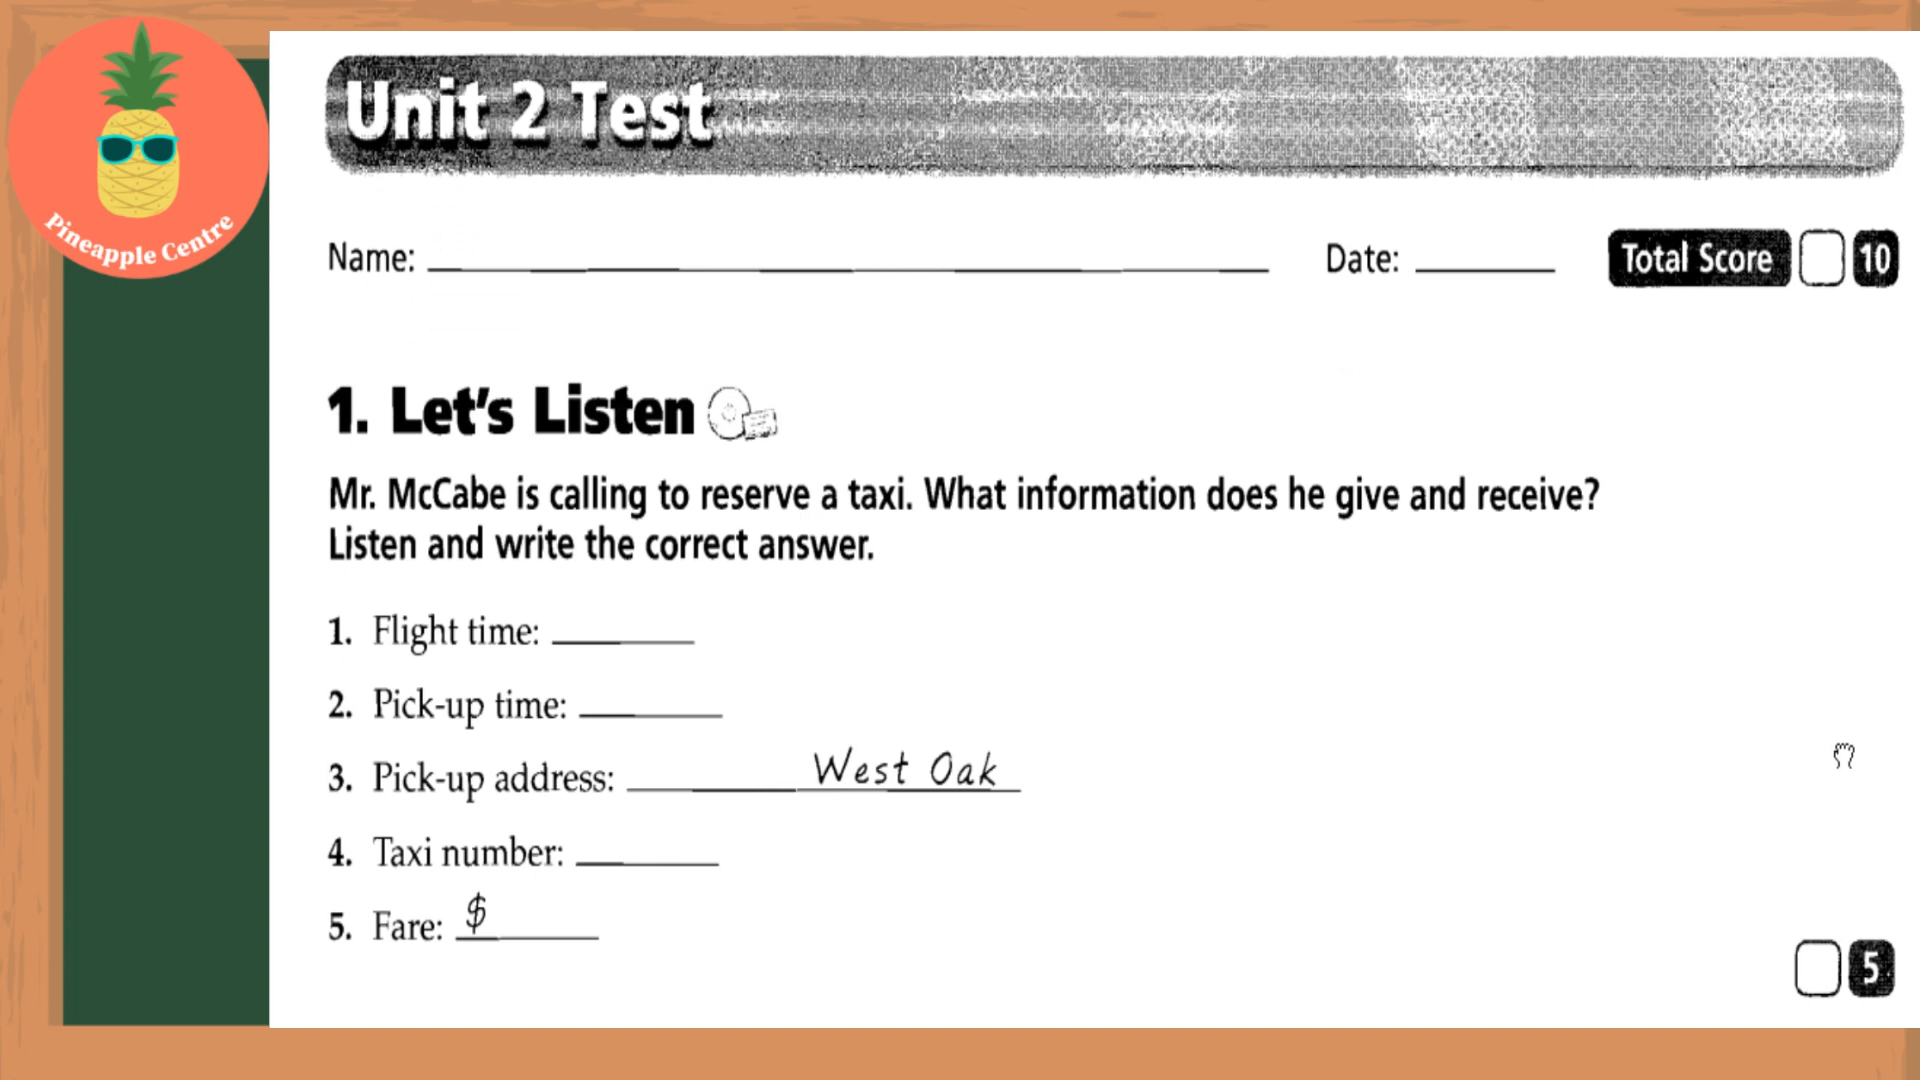 Pineapple Centre
Unit 2 Test
Name: Date: Total Score 10
1. Let's Listen
Mr. McCabe is calling to reserve a taxi. What information does he give and receive?
Listen and write the correct answer.
1. Flight time:
2. Pick-up time:
3. Pick-up address: West Oak
4. Taxi number:
5. Fare: $
5